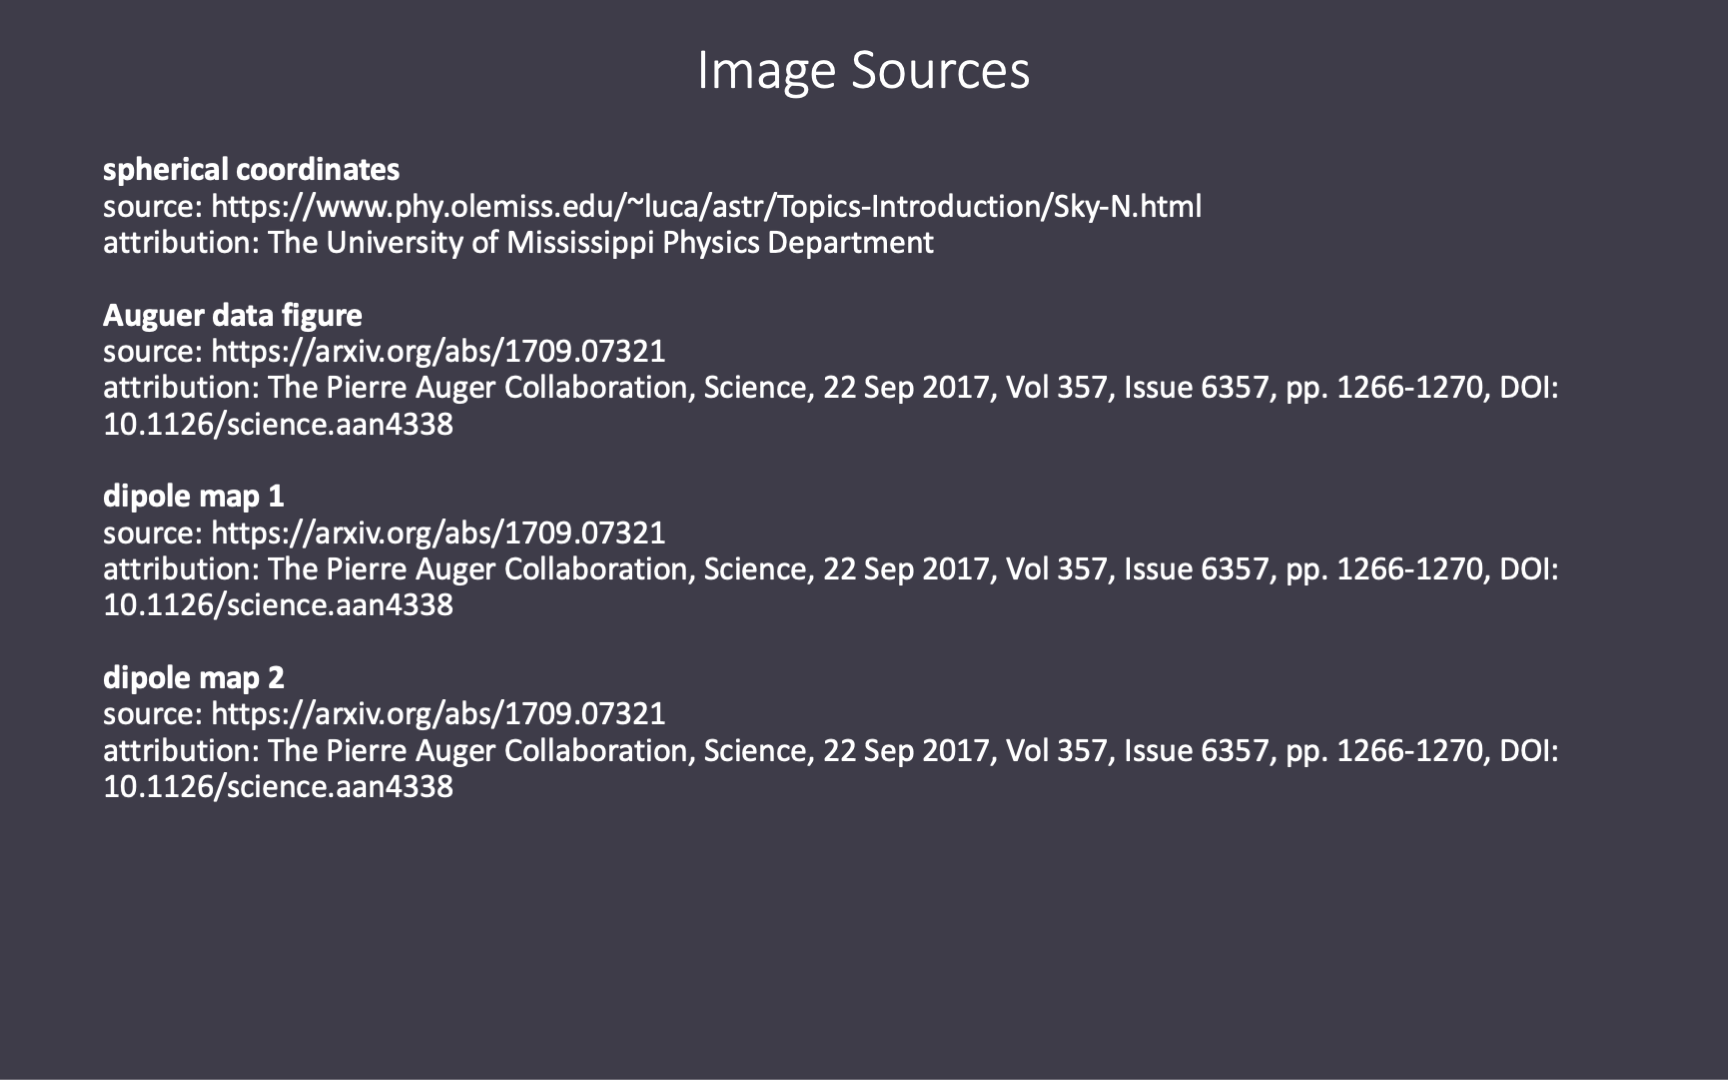 Image Sources
spherical coordinates
source: https://www.phy.olemiss.edu/~luca/astr/Topics-Introduction/Sky-N.html
attribution: The University of Mississippi Physics Department
Auguer data figure
source: https://arxiv.org/abs/1709.07321
attribution: The Pierre Auger Collaboration, Science, 22 Sep 2017, Vol 357, Issue 6357, pp. 1266-1270, DOI:
10.1126/science.aan4338
dipole map 1
source: https://arxiv.org/abs/1709.07321
attribution: The Pierre Auger Collaboration, Science, 22 Sep 2017, Vol 357, Issue 6357, pp. 1266-1270, DOI:
10.1126/science.aan4338
dipole map 2
source: https://arxiv.org/abs/1709.07321
attribution: The Pierre Auger Collaboration, Science, 22 Sep 2017, Vol 357, Issue 6357, pp. 1266-1270, DOI:
10.1126/science.aan4338